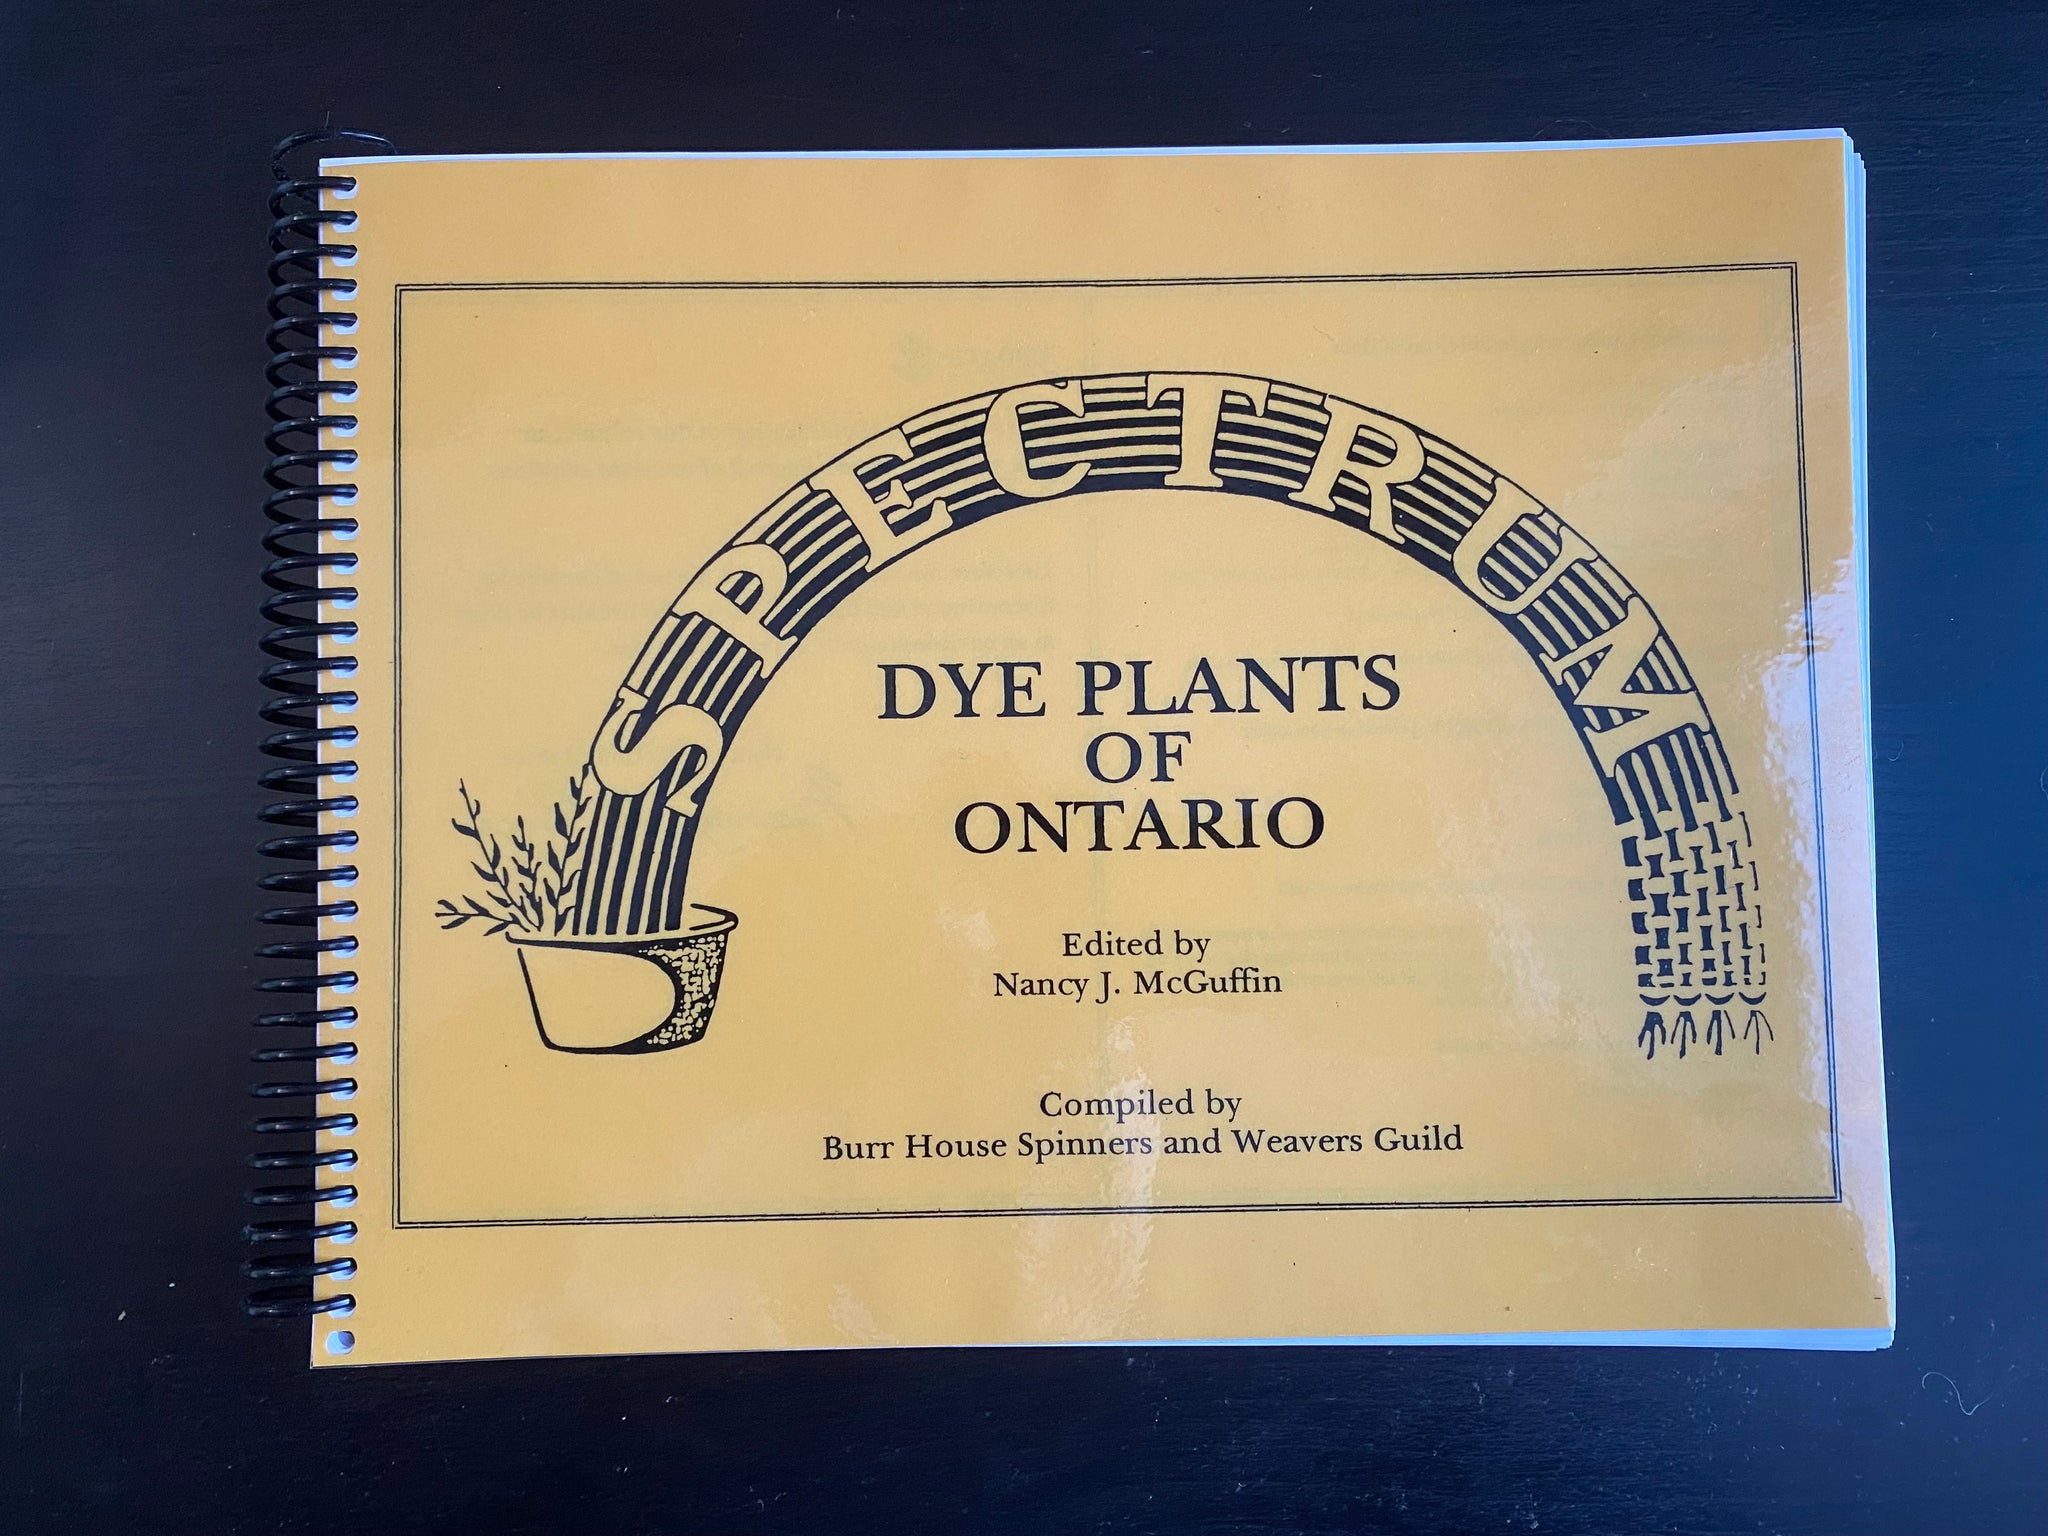 SPECTRUM
DYE PLANTS
OF
ONTARIO
Edited by
Nancy J. McGuffin
Compiled by
Burr House Spinners and Weavers Guild